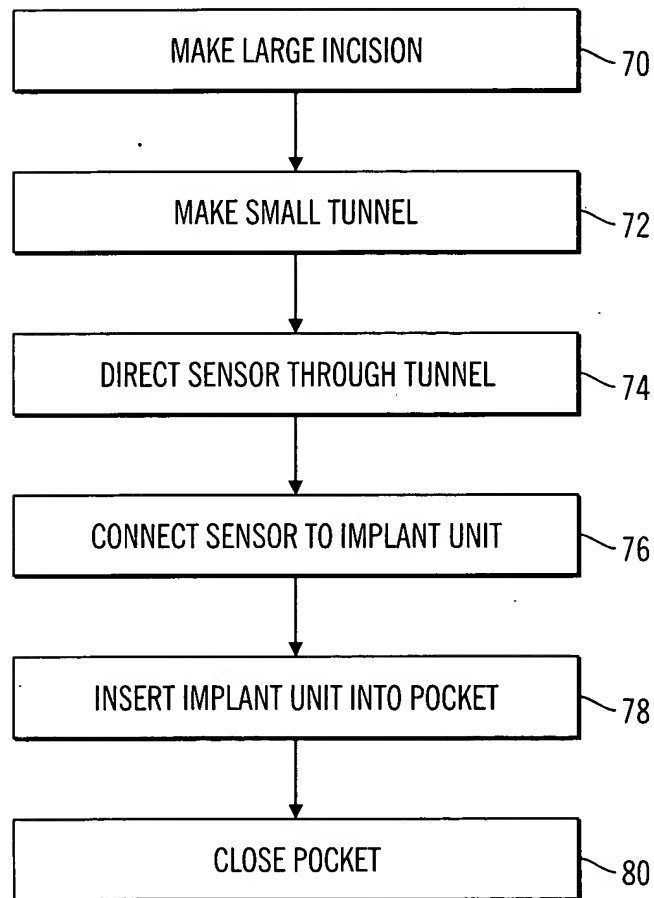 MAKE LARGE INCISION
70
MAKE SMALL TUNNEL
72
DIRECT SENSOR THROUGH TUNNEL
74
CONNECT SENSOR TO IMPLANT UNIT
76
INSERT IMPLANT UNIT INTO POCKET
78
CLOSE POCKET
80